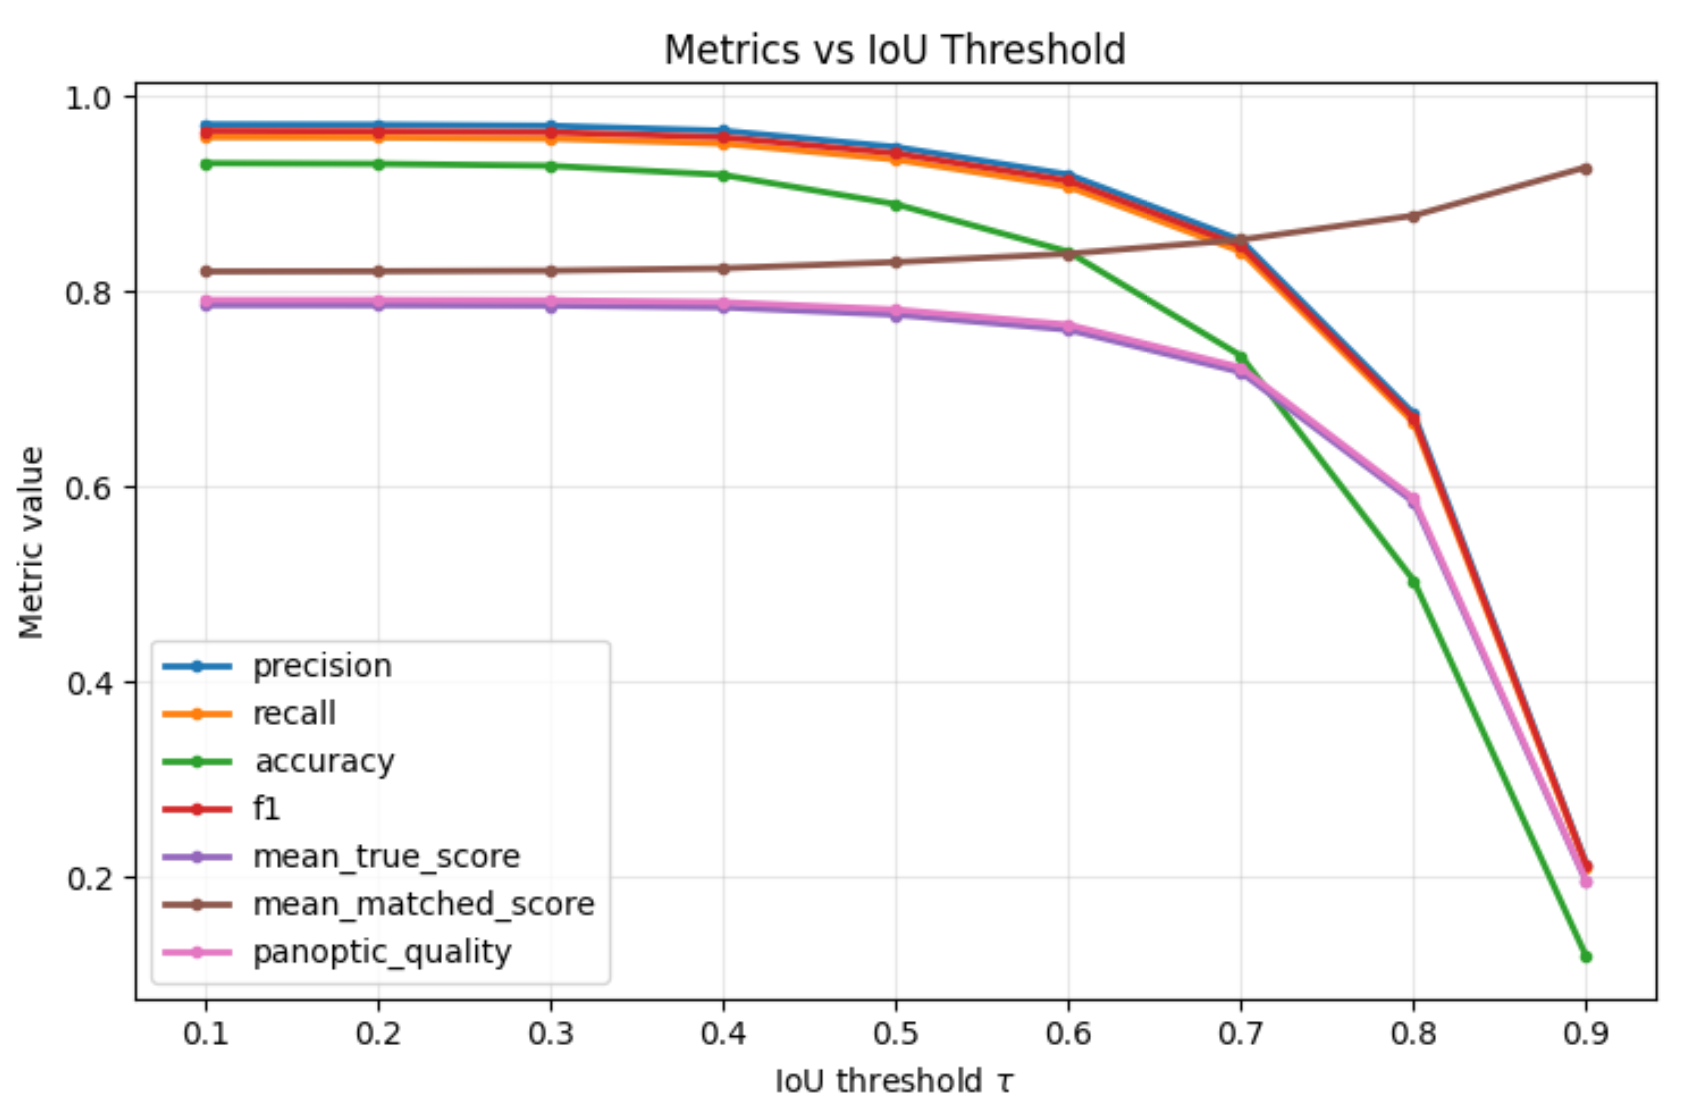 Metrics vs IoU Threshold
Metric value
1.0
0.8
0.6
0.4
0.2
precision
recall
accuracy
f1
mean_true_score
mean_matched_score
panoptic_quality
0.1 0.2 0.3 0.4 0.5 0.6 0.7 0.8 0.9
IoU threshold τ